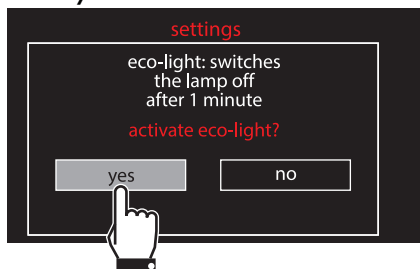 settings
eco-light: switches
the lamp off
after 1 minute
activate eco-light?
yes
no